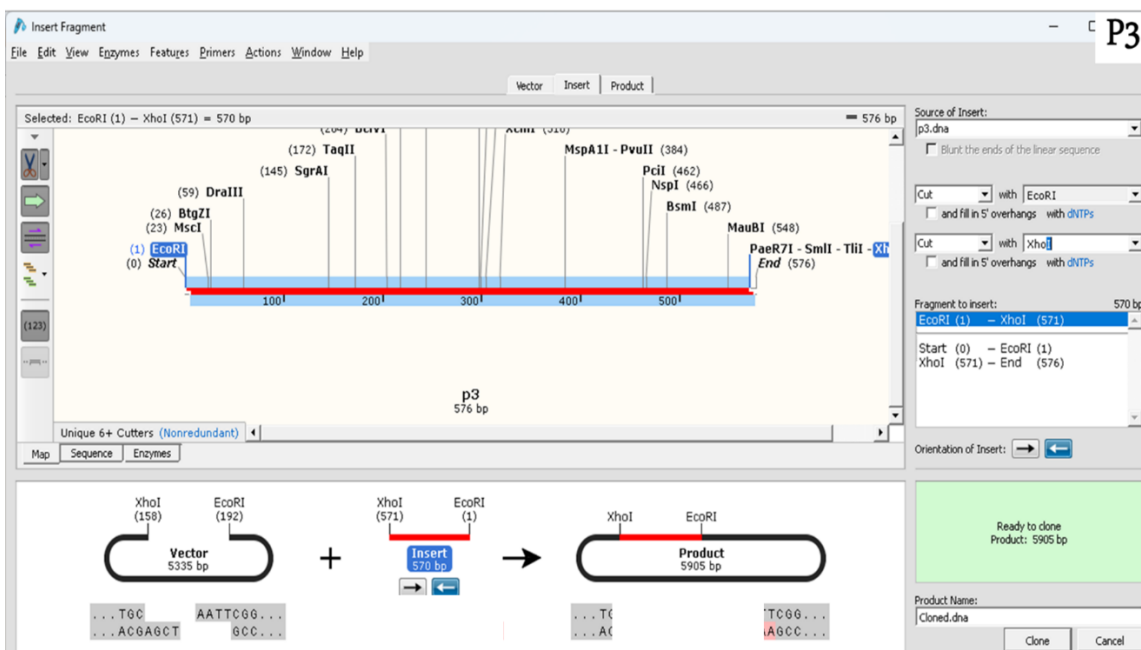 Insert Fragment
P3
File Edit View Enzymes Features Primers Actions Window Help
Vector Insert Product
Selected: EcoRI (1) – XhoI (571) = 570 bp
576 bp
(172) TaqII
MspA1I - PvuII (384)
(145) SgrAI
PciI (462)
NspI (466)
(59) DraIII
BsmI (487)
(26) BtgZI
(23) MscI
MauBI (548)
(1) EcoRI
PaeR7I - SmlI - TliI - Xh
(0) Start
End (576)
100 200 300 400 500
(123)
p3
576 bp
Unique 6+ Cutters (Nonredundant)
Map Sequence Enzymes
Source of Insert:
p3.dna
Blunt the ends of the linear sequence
Cut with EcoRI
and fill in 5' overhangs with dNTPs
Cut with XhoI
and fill in 5' overhangs with dNTPs
Fragment to insert: 570 bp
EcoRI (1) – XhoI (571)
Start (0) – EcoRI (1)
XhoI (571) – End (576)
Orientation of Insert:
XhoI
(158)
EcoRI
(192)
Vector
5335 bp
+
XhoI
(571)
EcoRI
(1)
Insert
570 bp
XhoI
EcoRI
Product
5905 bp
...TGC AATTCGG...
...ACGAGCT GCC...
...TC TTCGG...
...AC AAGCC...
Ready to clone
Product: 5905 bp
Product Name:
Cloned.dna
Clone Cancel